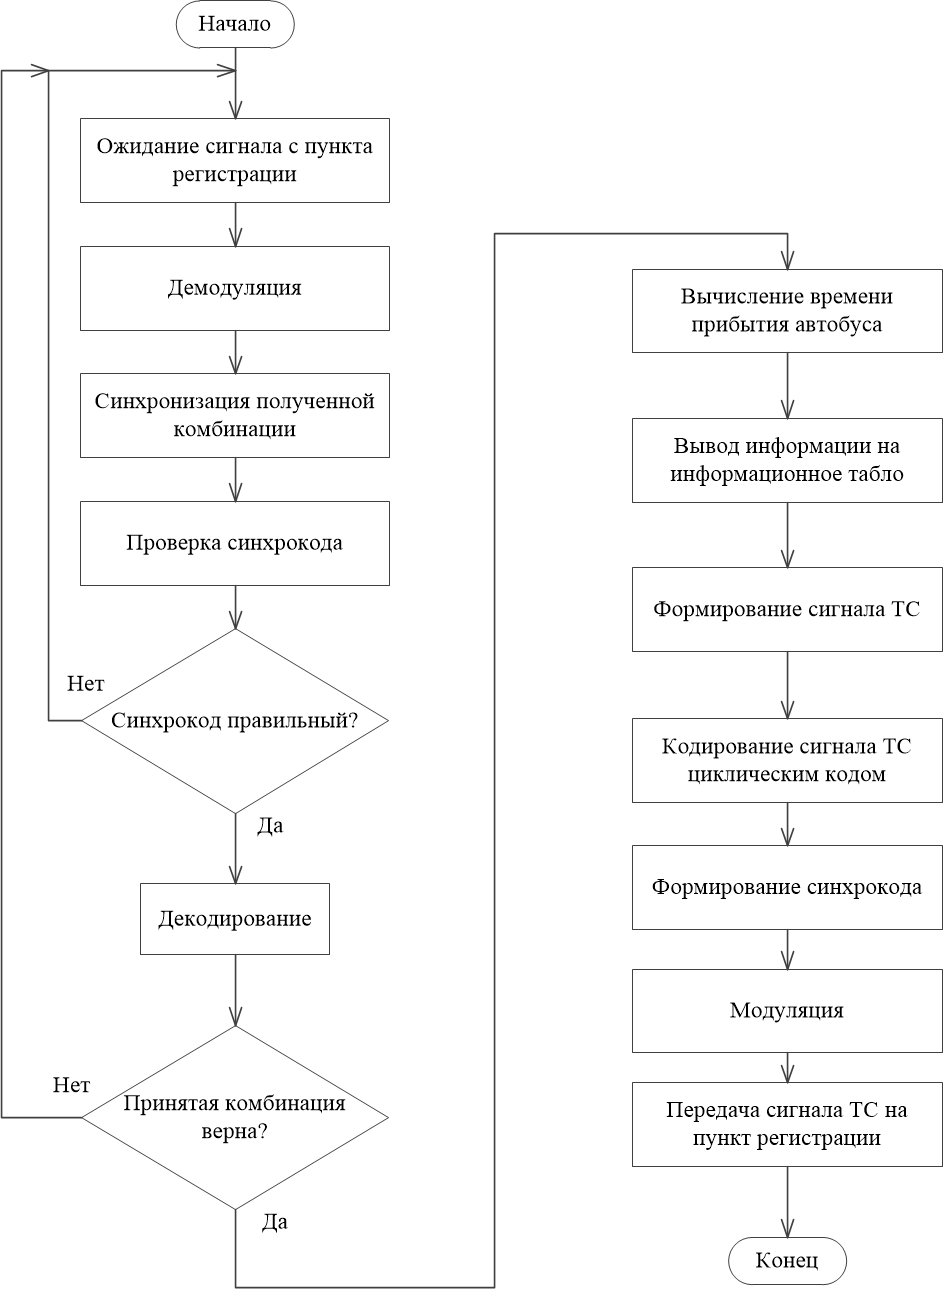 Начало
Ожидание сигнала с пункта
регистрации
Демодуляция
Синхронизация полученной
комбинации
Проверка синхрокода
Нет
Синхрокод правильный?
Да
Декодирование
Нет
Принятая комбинация
верна?
Да
Вычисление времени
прибытия автобуса
Вывод информации на
информационное табло
Формирование сигнала ТС
Кодирование сигнала ТС
циклическим кодом
Формирование синхрокода
Модуляция
Передача сигнала ТС на
пункт регистрации
Конец